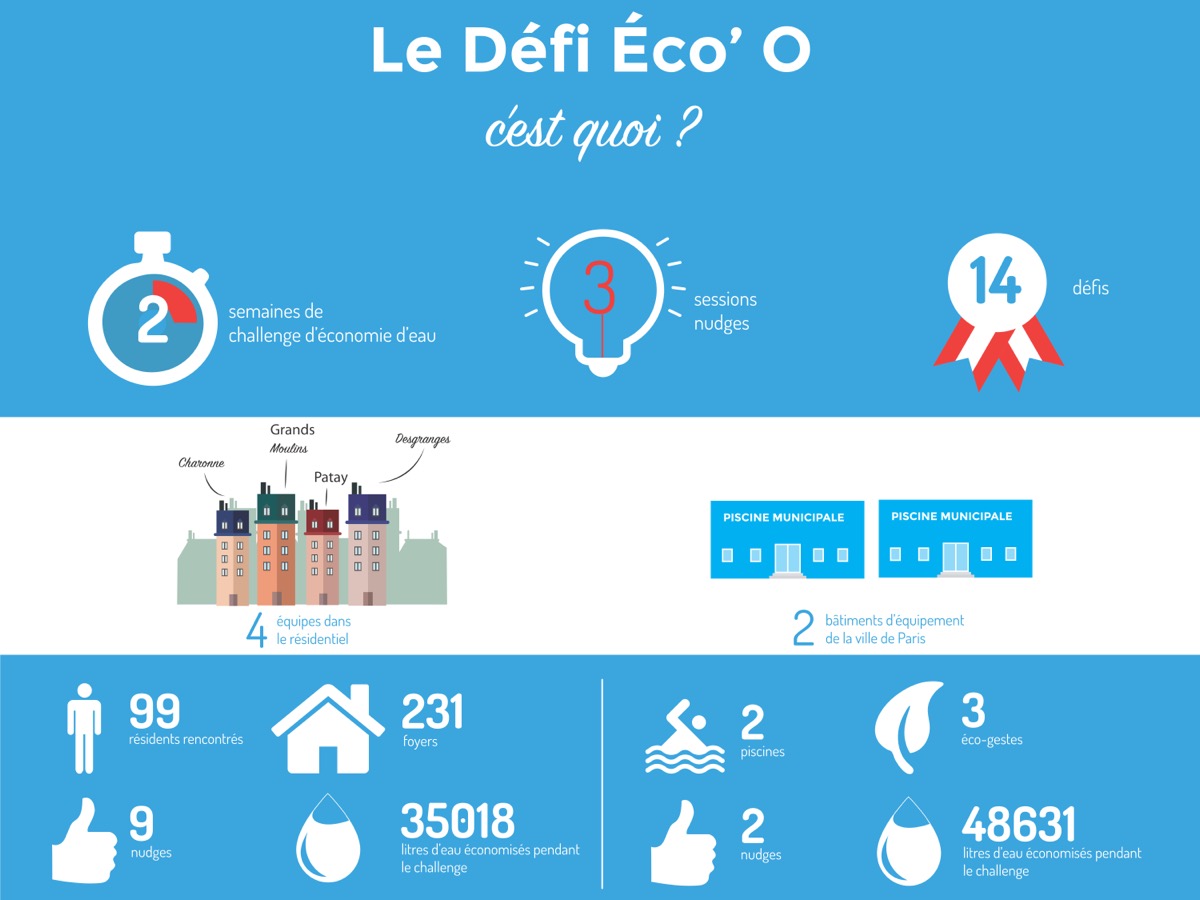 Le Défi Éco’ O
c'est quoi ?
2
semaines de
challenge d'économie d'eau
3
sessions
nudges
14
défis
Charonne
Grands
Moulins
Patay
Desgranges
4
équipes dans
le résidentiel
PISCINE MUNICIPALE
PISCINE MUNICIPALE
2
bâtiments d'équipement
de la ville de Paris
99
résidents rencontrés
231
foyers
9
nudges
35018
litres d'eau économisés pendant
le challenge
2
piscines
3
éco-gestes
2
nudges
48631
litres d'eau économisés pendant
le challenge